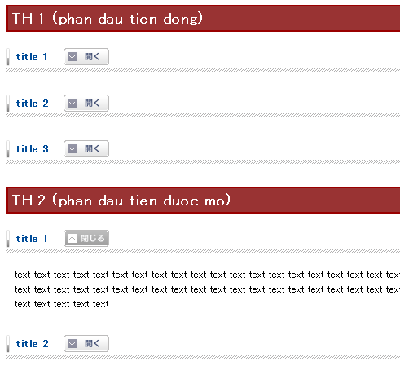 TH 1 (phan dau tien dong)
title 1 開く
title 2 開く
title 3 開く
TH 2 (phan dau tien duoc mo)
title 1 閉じる
text text text text text text text text text text text text text text text text text text text text
text text text text text text text text text text text text text text text text text text text text
text text text text text
title 2 開く